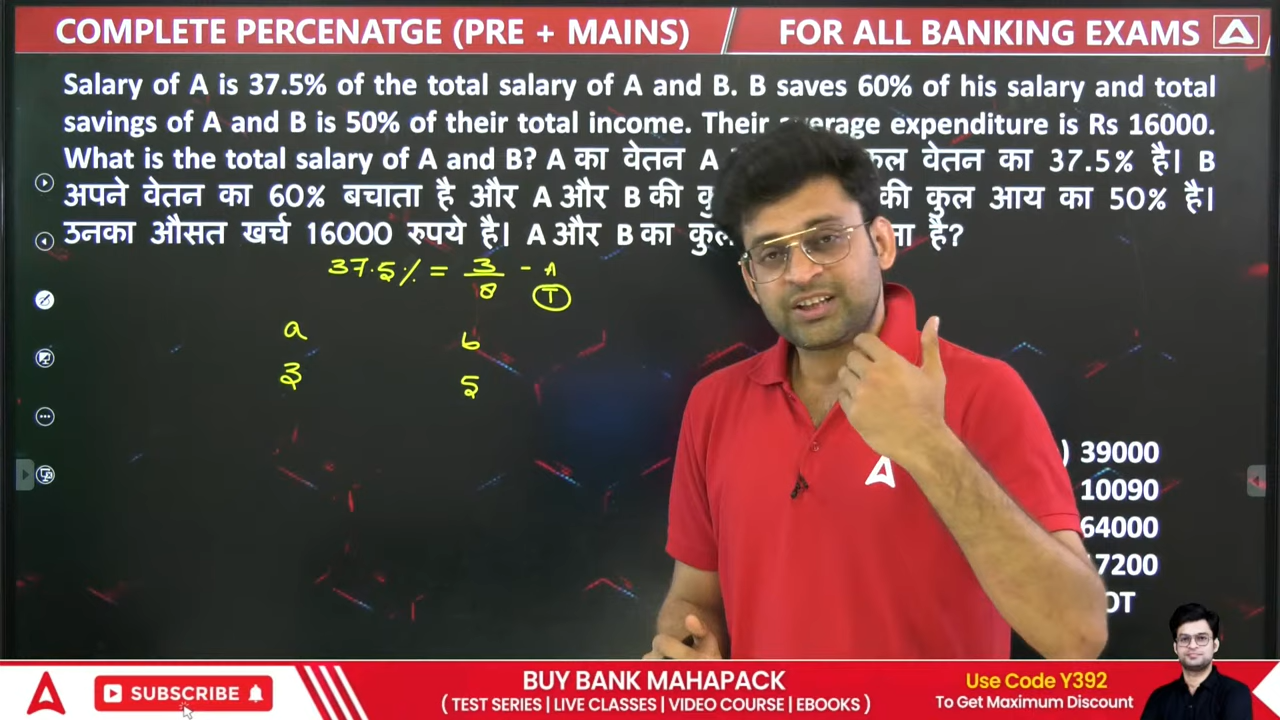 COMPLETE PERCENATGE (PRE + MAINS)
FOR ALL BANKING EXAMS
Salary of A is 37.5% of the total salary of A and B. B saves 60% of his salary and total
savings of A and B is 50% of their total income. Their average expenditure is Rs 16000.
What is the total salary of A and B? A का वेतन A वेतन का 37.5% है। B
अपने वेतन का 60% बचाता है और A और B की की कुल आय का 50% है।
उनका औसत खर्च 16000 रुपये है। A और B का है?
37.5% = 3/8 - A
T
a b
3 5
) 39000
10090
64000
7200
SUBSCRIBE
BUY BANK MAHAPACK
( TEST SERIES | LIVE CLASSES | VIDEO COURSE | EBOOKS )
Use Code Y392
To Get Maximum Discount